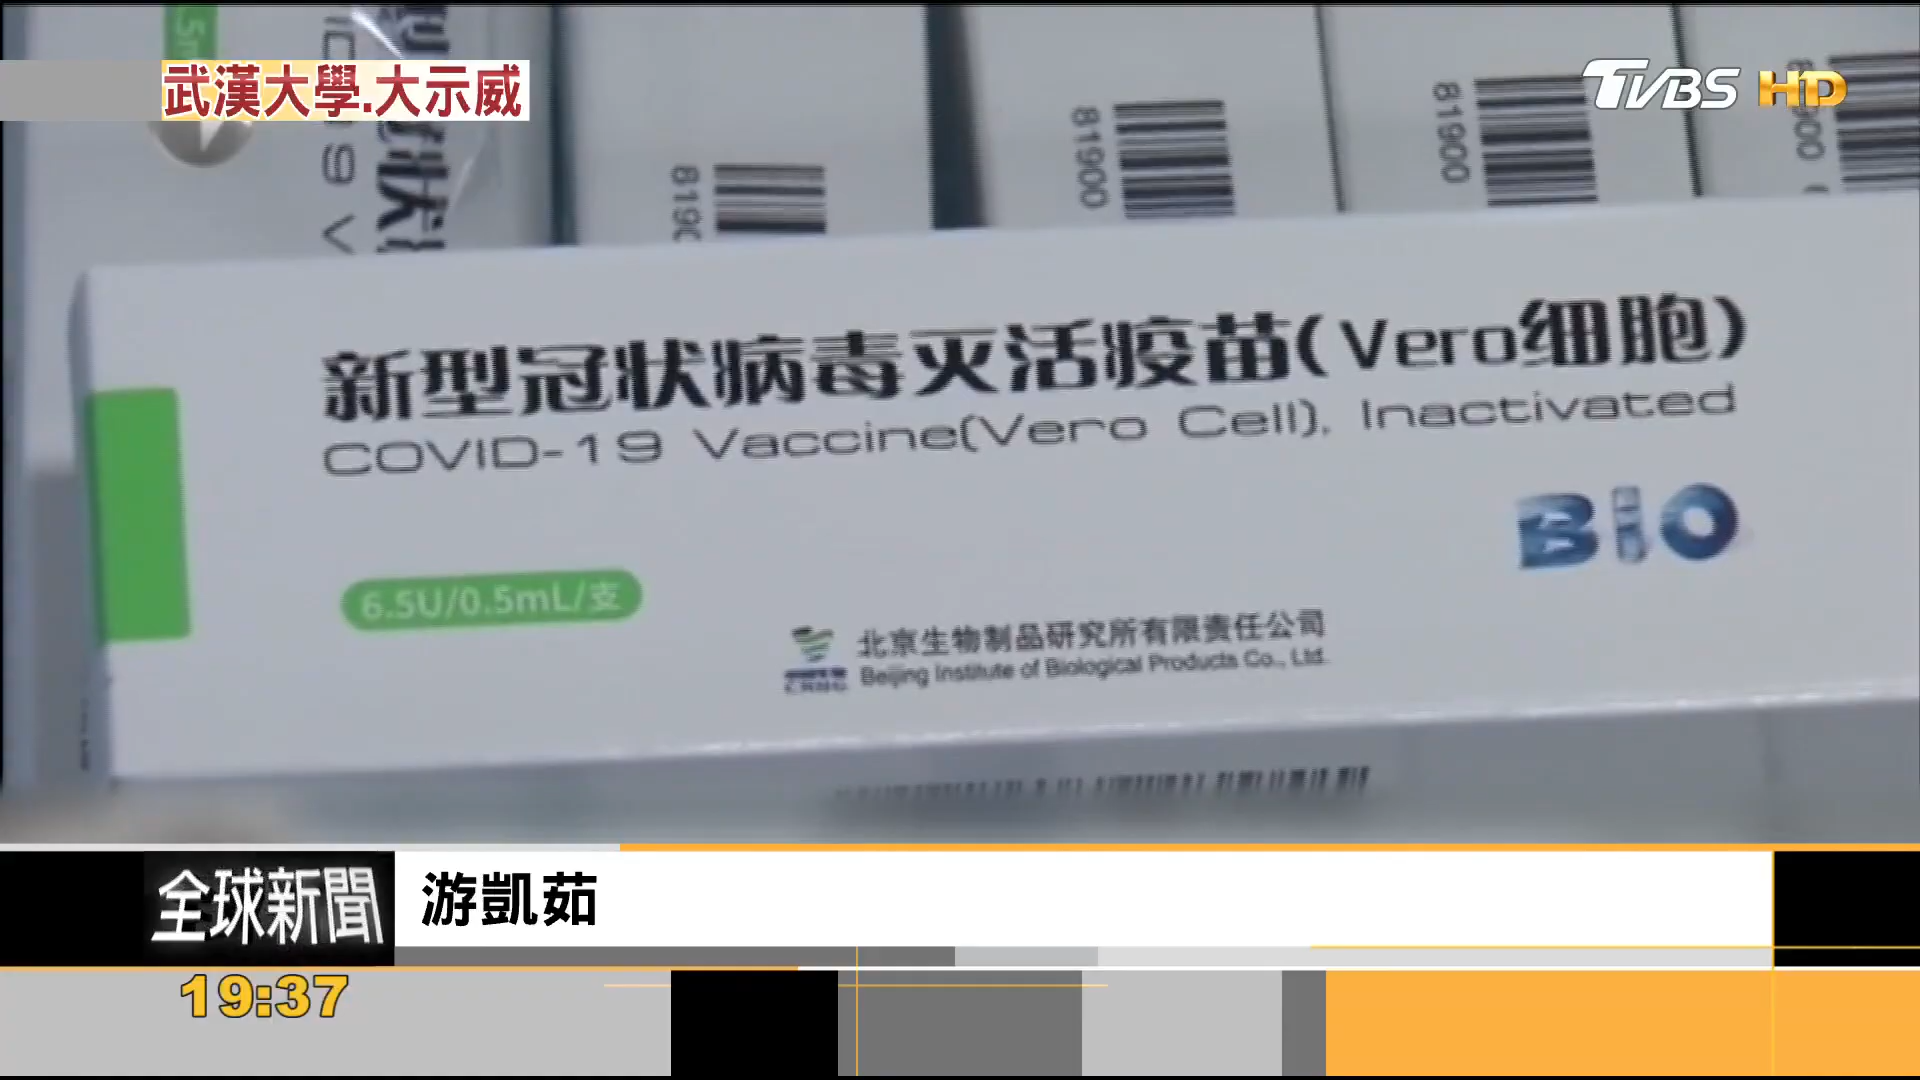 武漢大學.大示威
TVBS HD
81900
81900
新型冠状病毒灭活疫苗(Vero细胞)
COVID-19 Vaccine(Vero Cell), Inactivated
BIO
6.5U/0.5mL/支
北京生物制品研究所有限责任公司
CNBG
Beijing Institute of Biological Products Co., Ltd.
全球新聞
游凱茹
19:37